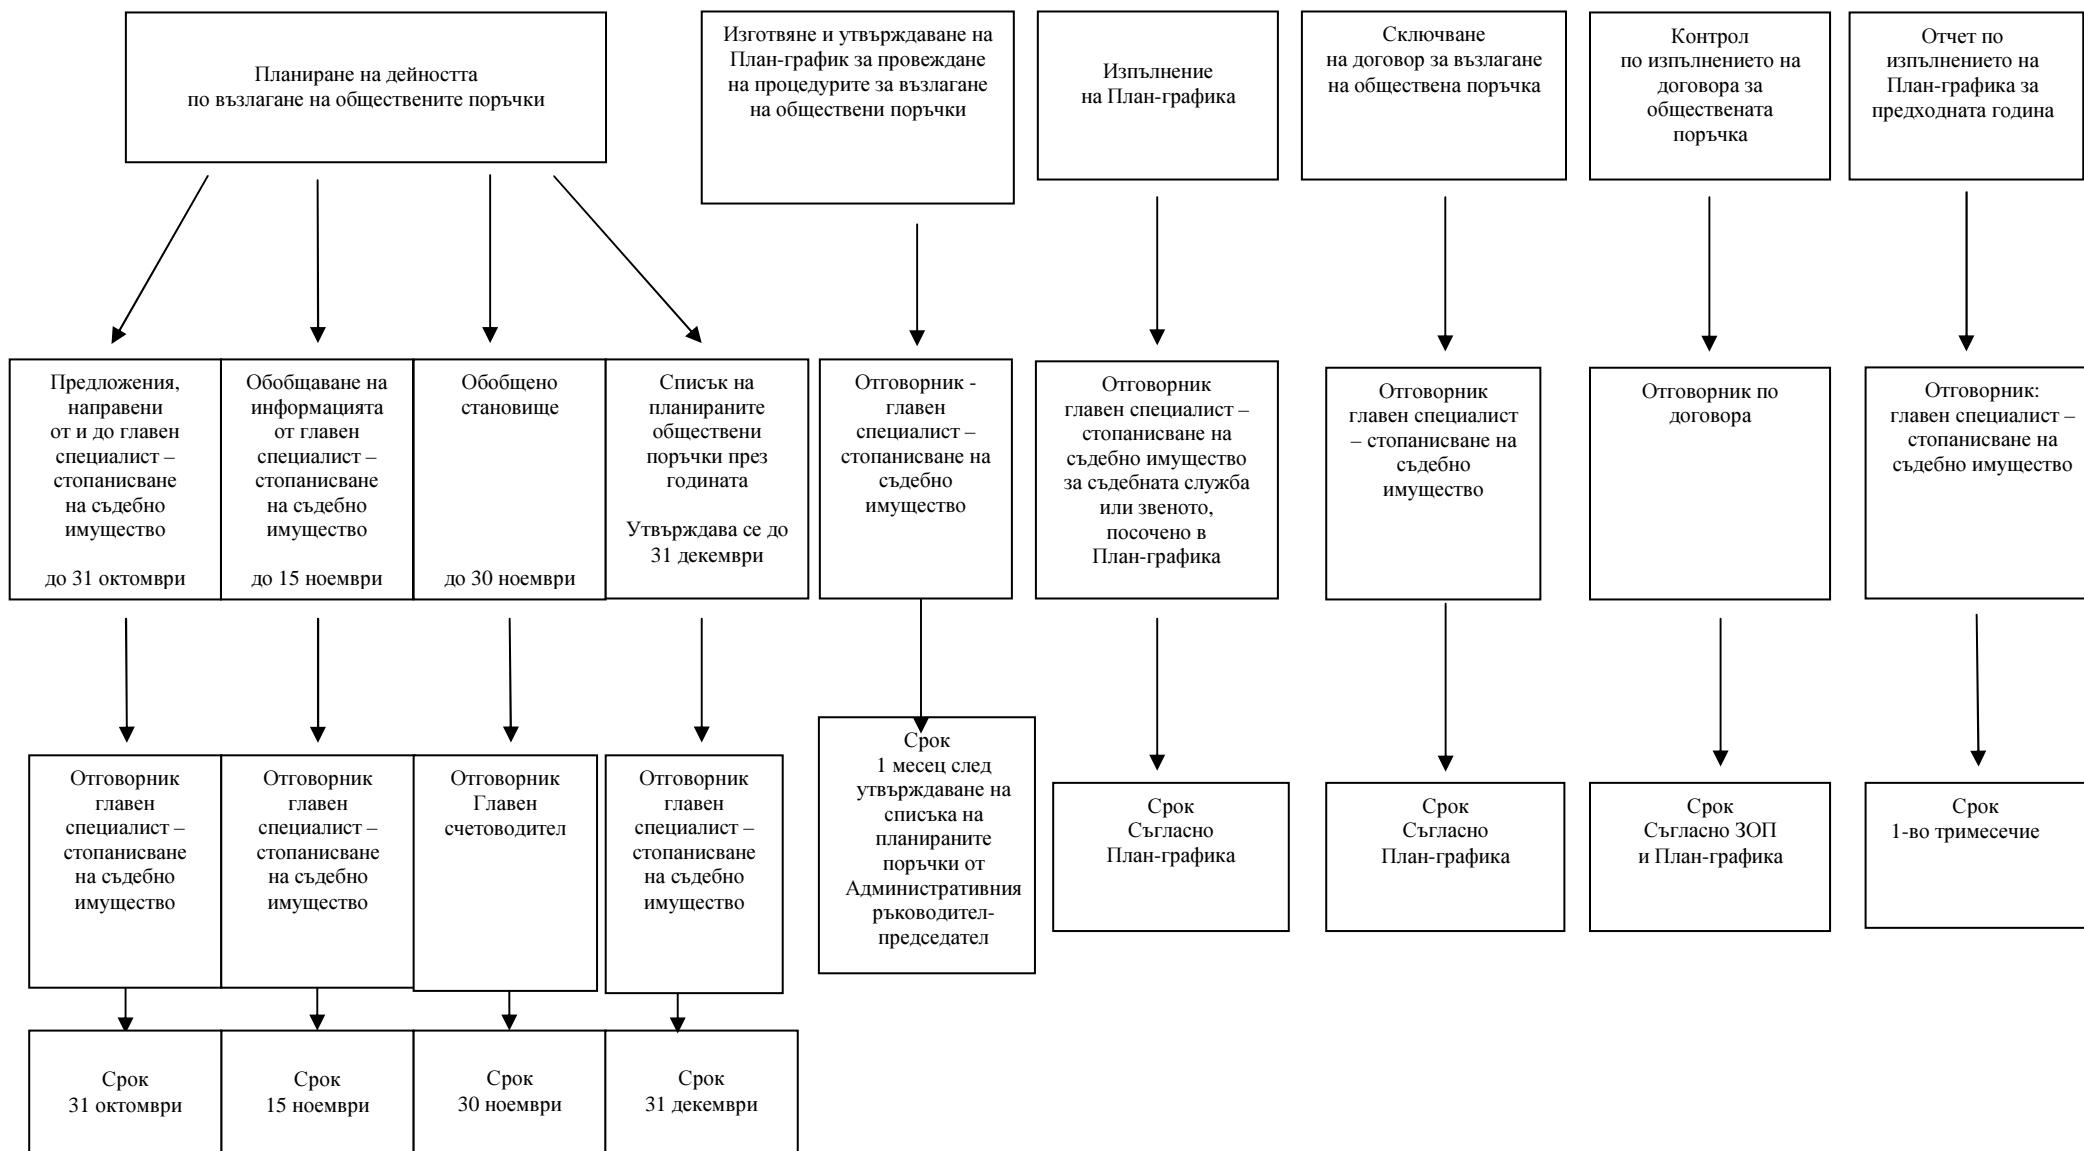 Планиране на дейността
по възлагане на обществените поръчки
Изготвяне и утвърждаване на
План-график за провеждане
на процедурите за възлагане
на обществени поръчки
Изпълнение
на План-графика
Сключване
на договор за възлагане
на обществена поръчка
Контрол
по изпълнението на
договора за
обществената
поръчка
Отчет по
изпълнението на
План-графика за
предходната година
Предложения,
направени
от и до главен
специалист –
стопанисване
на съдебно
имущество
до 31 октомври
Обобщаване на
информацията
от главен
специалист –
стопанисване
на съдебно
имущество
до 15 ноември
Обобщено
становище
до 30 ноември
Списък на
планираните
обществени
поръчки през
годината
Утвърждава се до
31 декември
Отговорник -
главен
специалист –
стопанисване на
съдебно
имущество
Отговорник
главен специалист –
стопанисване на
съдебно имущество
за съдебната служба
или звеното,
посочено в
План-графика
Отговорник
главен специалист
– стопанисване на
съдебно
имущество
Отговорник по
договора
Отговорник:
главен специалист –
стопанисване на
съдебно имущество
Отговорник
главен
специалист –
стопанисване
на съдебно
имущество
Отговорник
главен
специалист –
стопанисване
на съдебно
имущество
Отговорник
Главен
счетоводител
Отговорник
главен
специалист –
стопанисване
на съдебно
имущество
Срок
1 месец след
утвърждаване на
списъка на
планираните
поръчки от
Административния
ръководител-
председател
Срок
Съгласно
План-графика
Срок
Съгласно
План-графика
Срок
Съгласно ЗОП
и План-графика
Срок
1-во тримесечие
Срок
31 октомври
Срок
15 ноември
Срок
30 ноември
Срок
31 декември